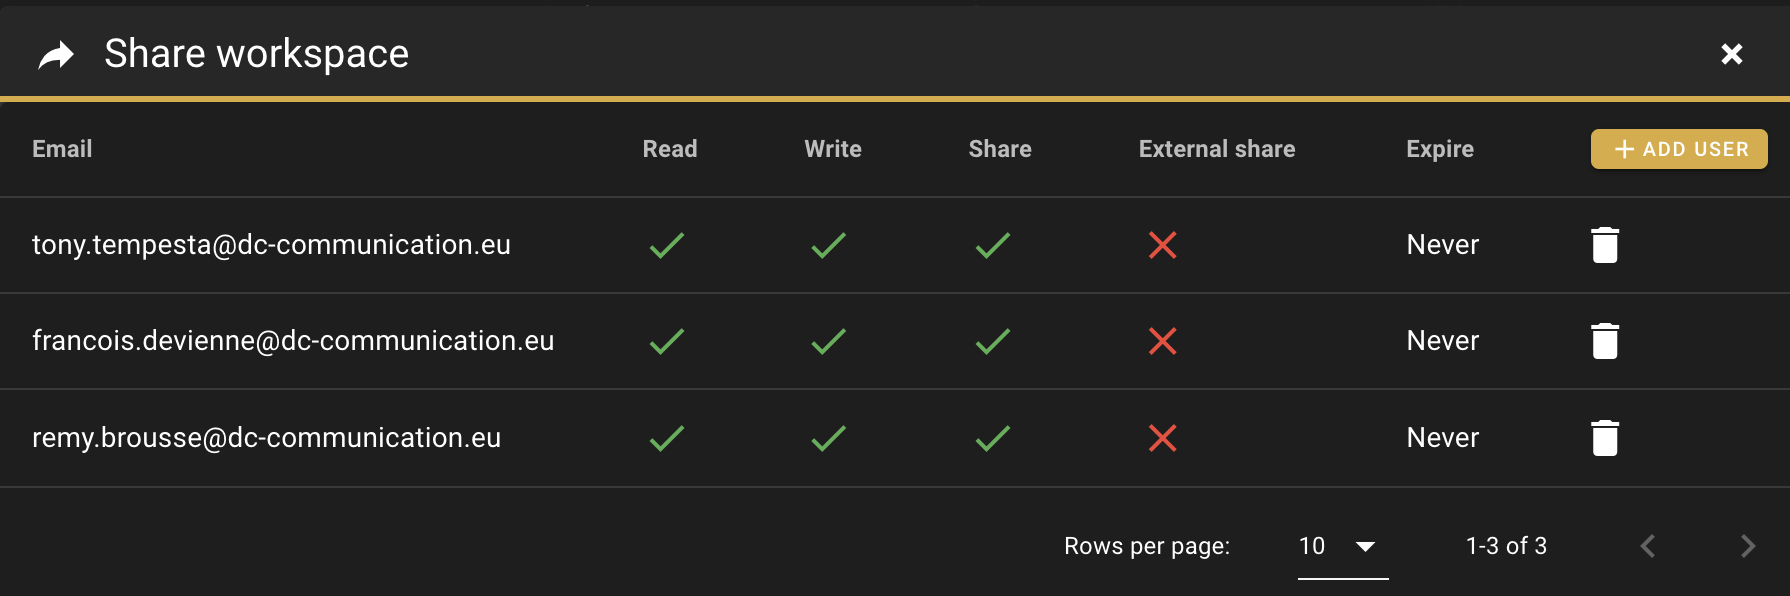 Share workspace
Email Read Write Share External share Expire + ADD USER
tony.tempesta@dc-communication.eu Never
francois.devienne@dc-communication.eu Never
remy.brousse@dc-communication.eu Never
Rows per page: 10 1-3 of 3